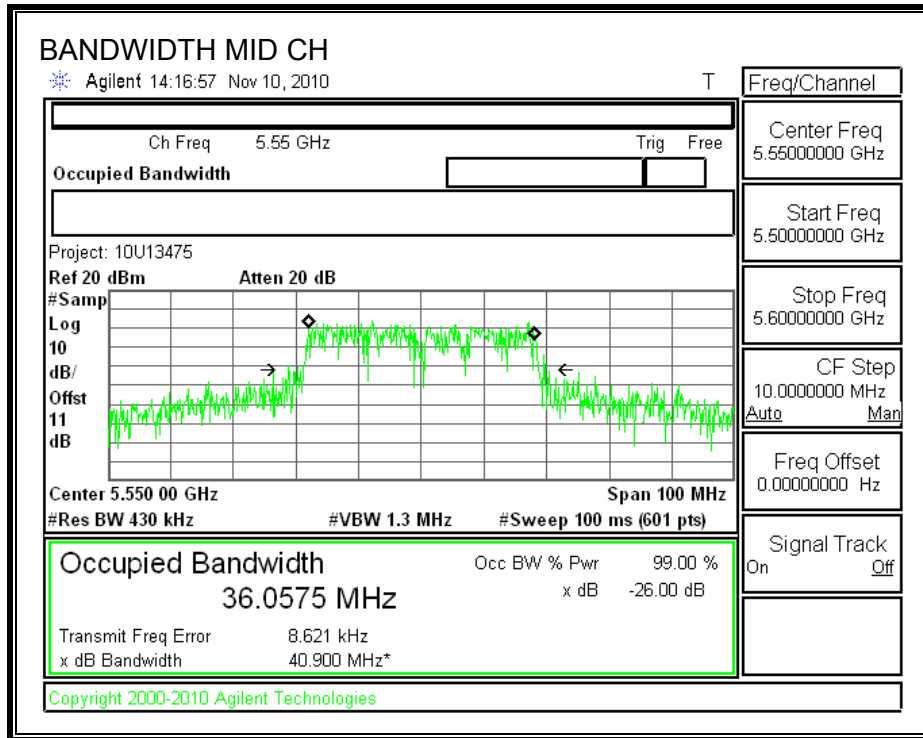 BANDWIDTH MID CH
Agilent 14:16:57 Nov 10, 2010 T
Freq/Channel
Ch Freq 5.55 GHz Trig Free
Occupied Bandwidth
Center Freq
5.55000000 GHz
Start Freq
5.50000000 GHz
Stop Freq
5.60000000 GHz
CF Step
10.0000000 MHz
Auto Man
Freq Offset
0.00000000 Hz
Signal Track
On Off
Project: 10U13475
Ref 20 dBm Atten 20 dB
#Samp
Log
10
dB/
Offst
11
dB
Center 5.550 00 GHz Span 100 MHz
#Res BW 430 kHz #VBW 1.3 MHz #Sweep 100 ms (601 pts)
Occupied Bandwidth Occ BW % Pwr 99.00 %
36.0575 MHz x dB -26.00 dB
Transmit Freq Error 8.621 kHz
x dB Bandwidth 40.900 MHz*
Copyright 2000-2010 Agilent Technologies